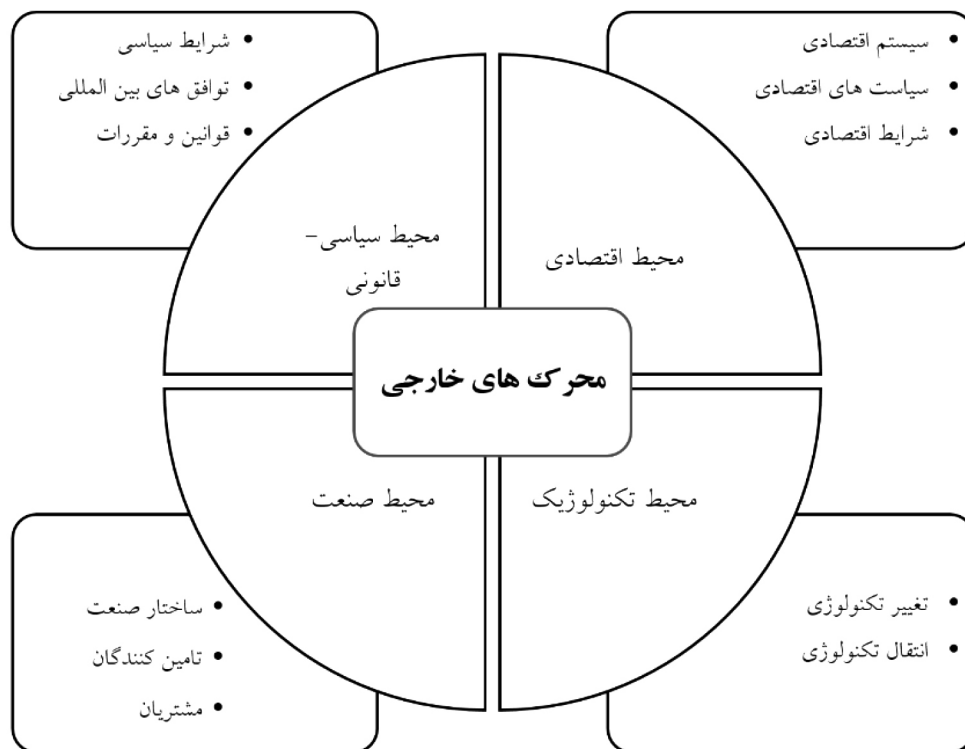 سیستم اقتصادی
سیاست های اقتصادی
شرایط اقتصادی
شرایط سیاسی
توافق های بین المللی
قوانین و مقررات
محیط اقتصادی
محیط سیاسی-
قانونی
محرک های خارجی
محیط تکنولوژیک
محیط صنعت
تغییر تکنولوژی
انتقال تکنولوژی
ساختار صنعت
تامین کنندگان
مشتریان